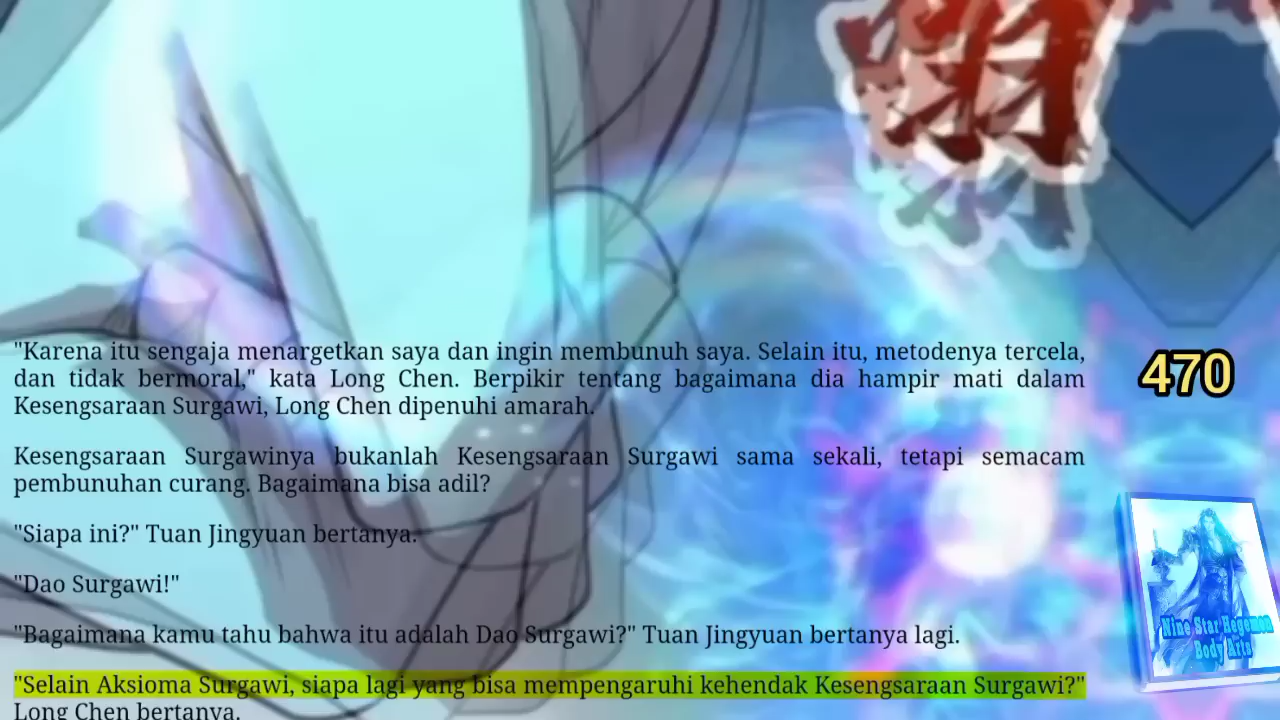 "Karena itu sengaja menargetkan saya dan ingin membunuh saya. Selain itu, metodenya tercela,
dan tidak bermoral," kata Long Chen. Berpikir tentang bagaimana dia hampir mati dalam
Kesengsaraan Surgawi, Long Chen dipenuhi amarah.
470
Kesengsaraan Surgawinya bukanlah Kesengsaraan Surgawi sama sekali, tetapi semacam
pembunuhan curang. Bagaimana bisa adil?
"Siapa ini?" Tuan Jingyuan bertanya.
"Dao Surgawi!"
"Bagaimana kamu tahu bahwa itu adalah Dao Surgawi?" Tuan Jingyuan bertanya lagi.
Nine Star Hegemon
Body Arts
"Selain Aksioma Surgawi, siapa lagi yang bisa mempengaruhi kehendak Kesengsaraan Surgawi?"
Long Chen bertanya.